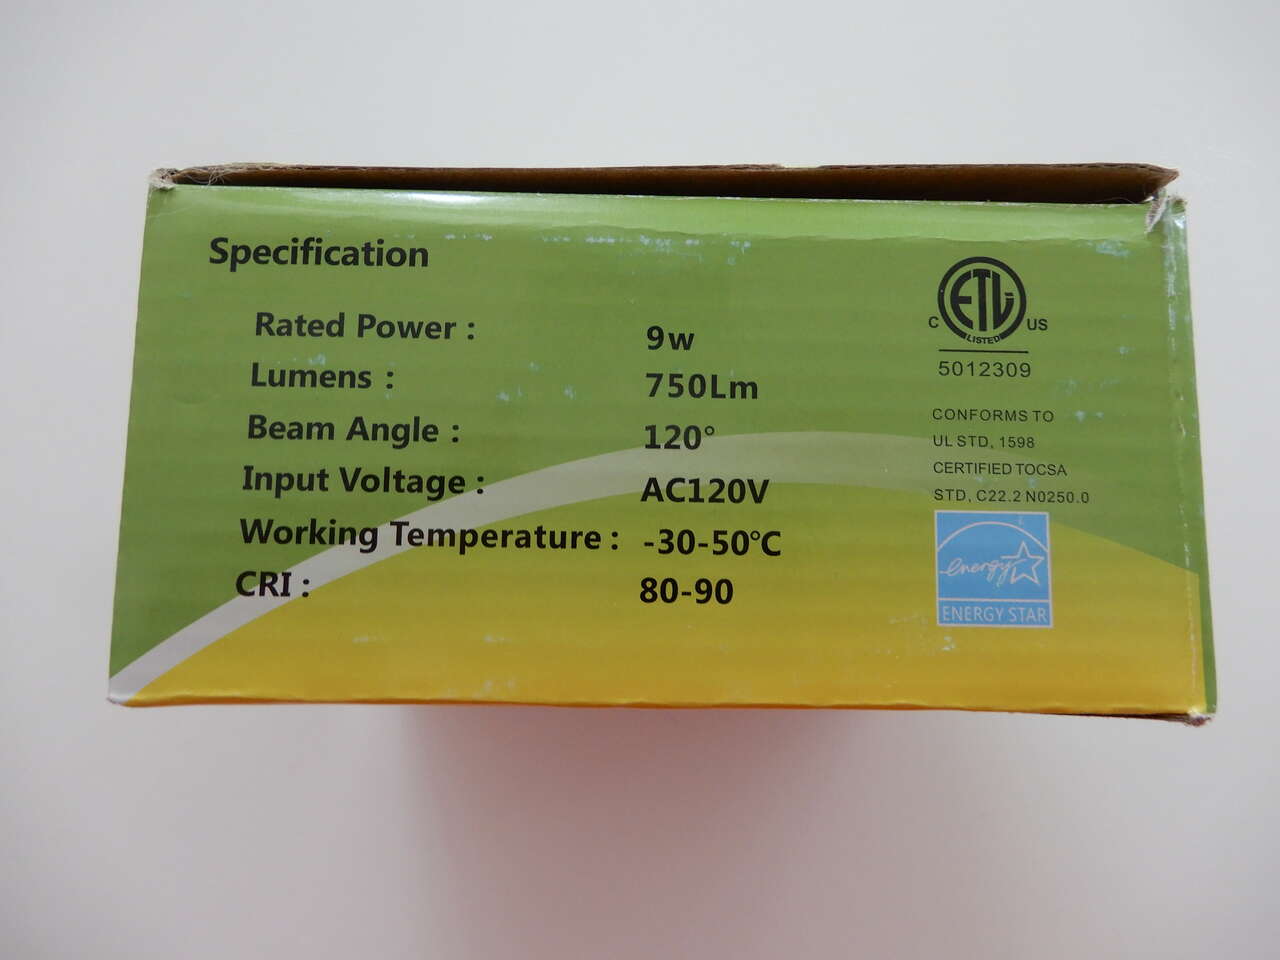 Specification
Rated Power : 9w
Lumens : 750Lm
Beam Angle : 120°
Input Voltage : AC120V
Working Temperature : -30-50℃
CRI : 80-90
ETL
C US
LISTED
5012309
CONFORMS TO
UL STD, 1598
CERTIFIED TOCSA
STD, C22.2 N0250.0
energy
ENERGY STAR